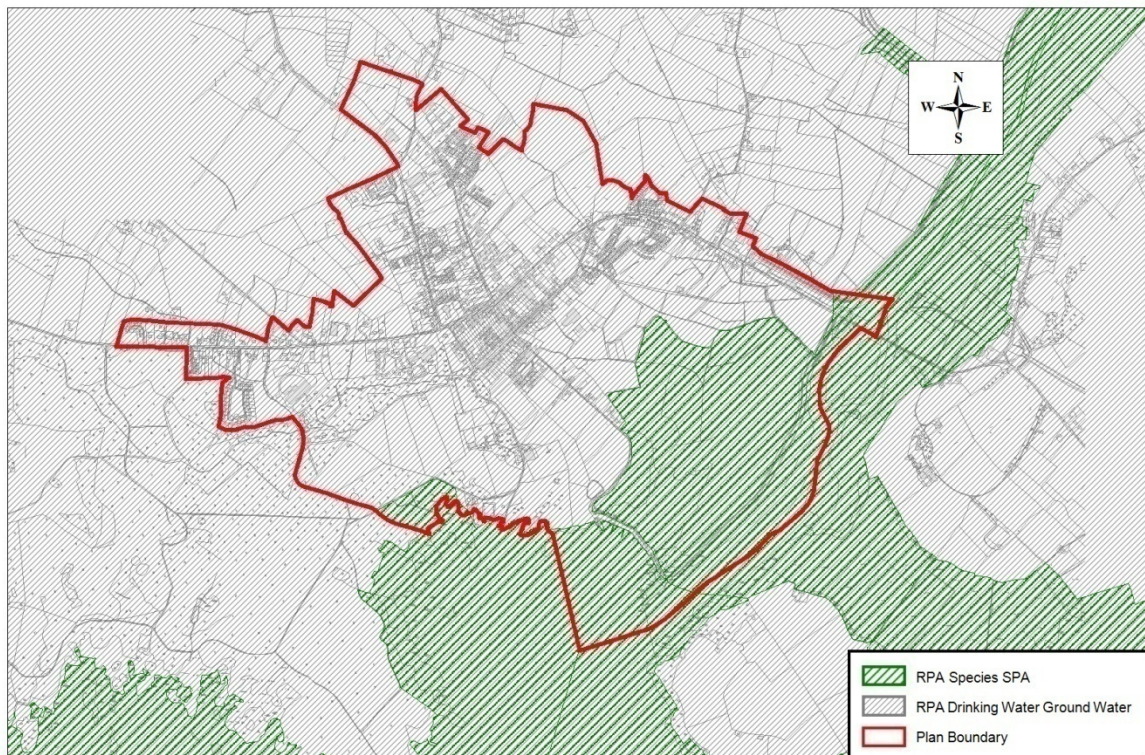 N
W E
S
RPA Species SPA
RPA Drinking Water Ground Water
Plan Boundary